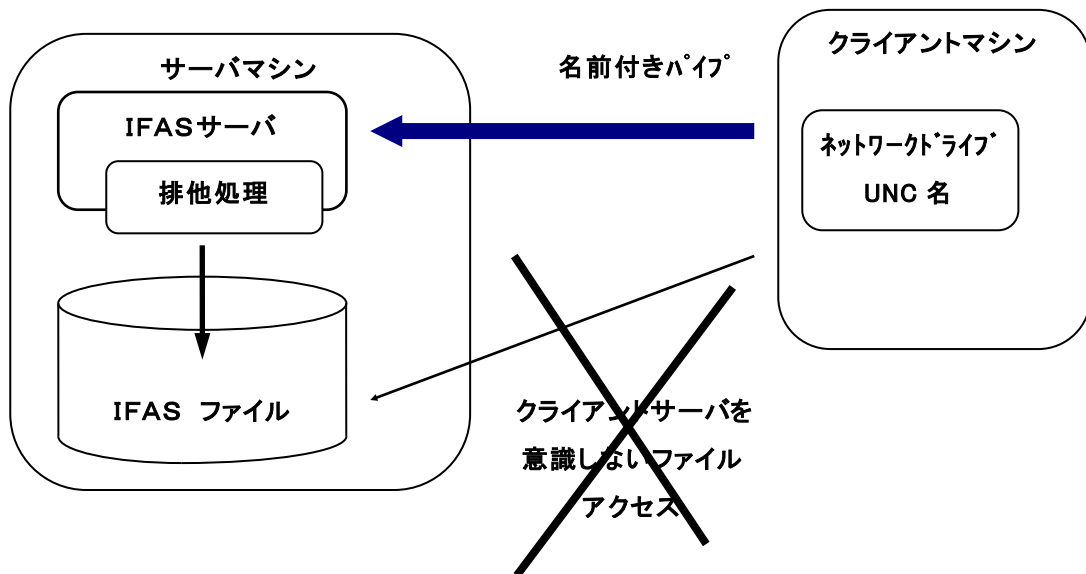 サーバマシン
IFASサーバ
排他処理
IFAS ファイル
名前付きﾊﾟｲﾌﾟ
クライアントサーバを
意識しないファイル
アクセス
クライアントマシン
ﾈｯﾄﾜｰｸﾄﾞﾗｲﾌﾞ
UNC 名